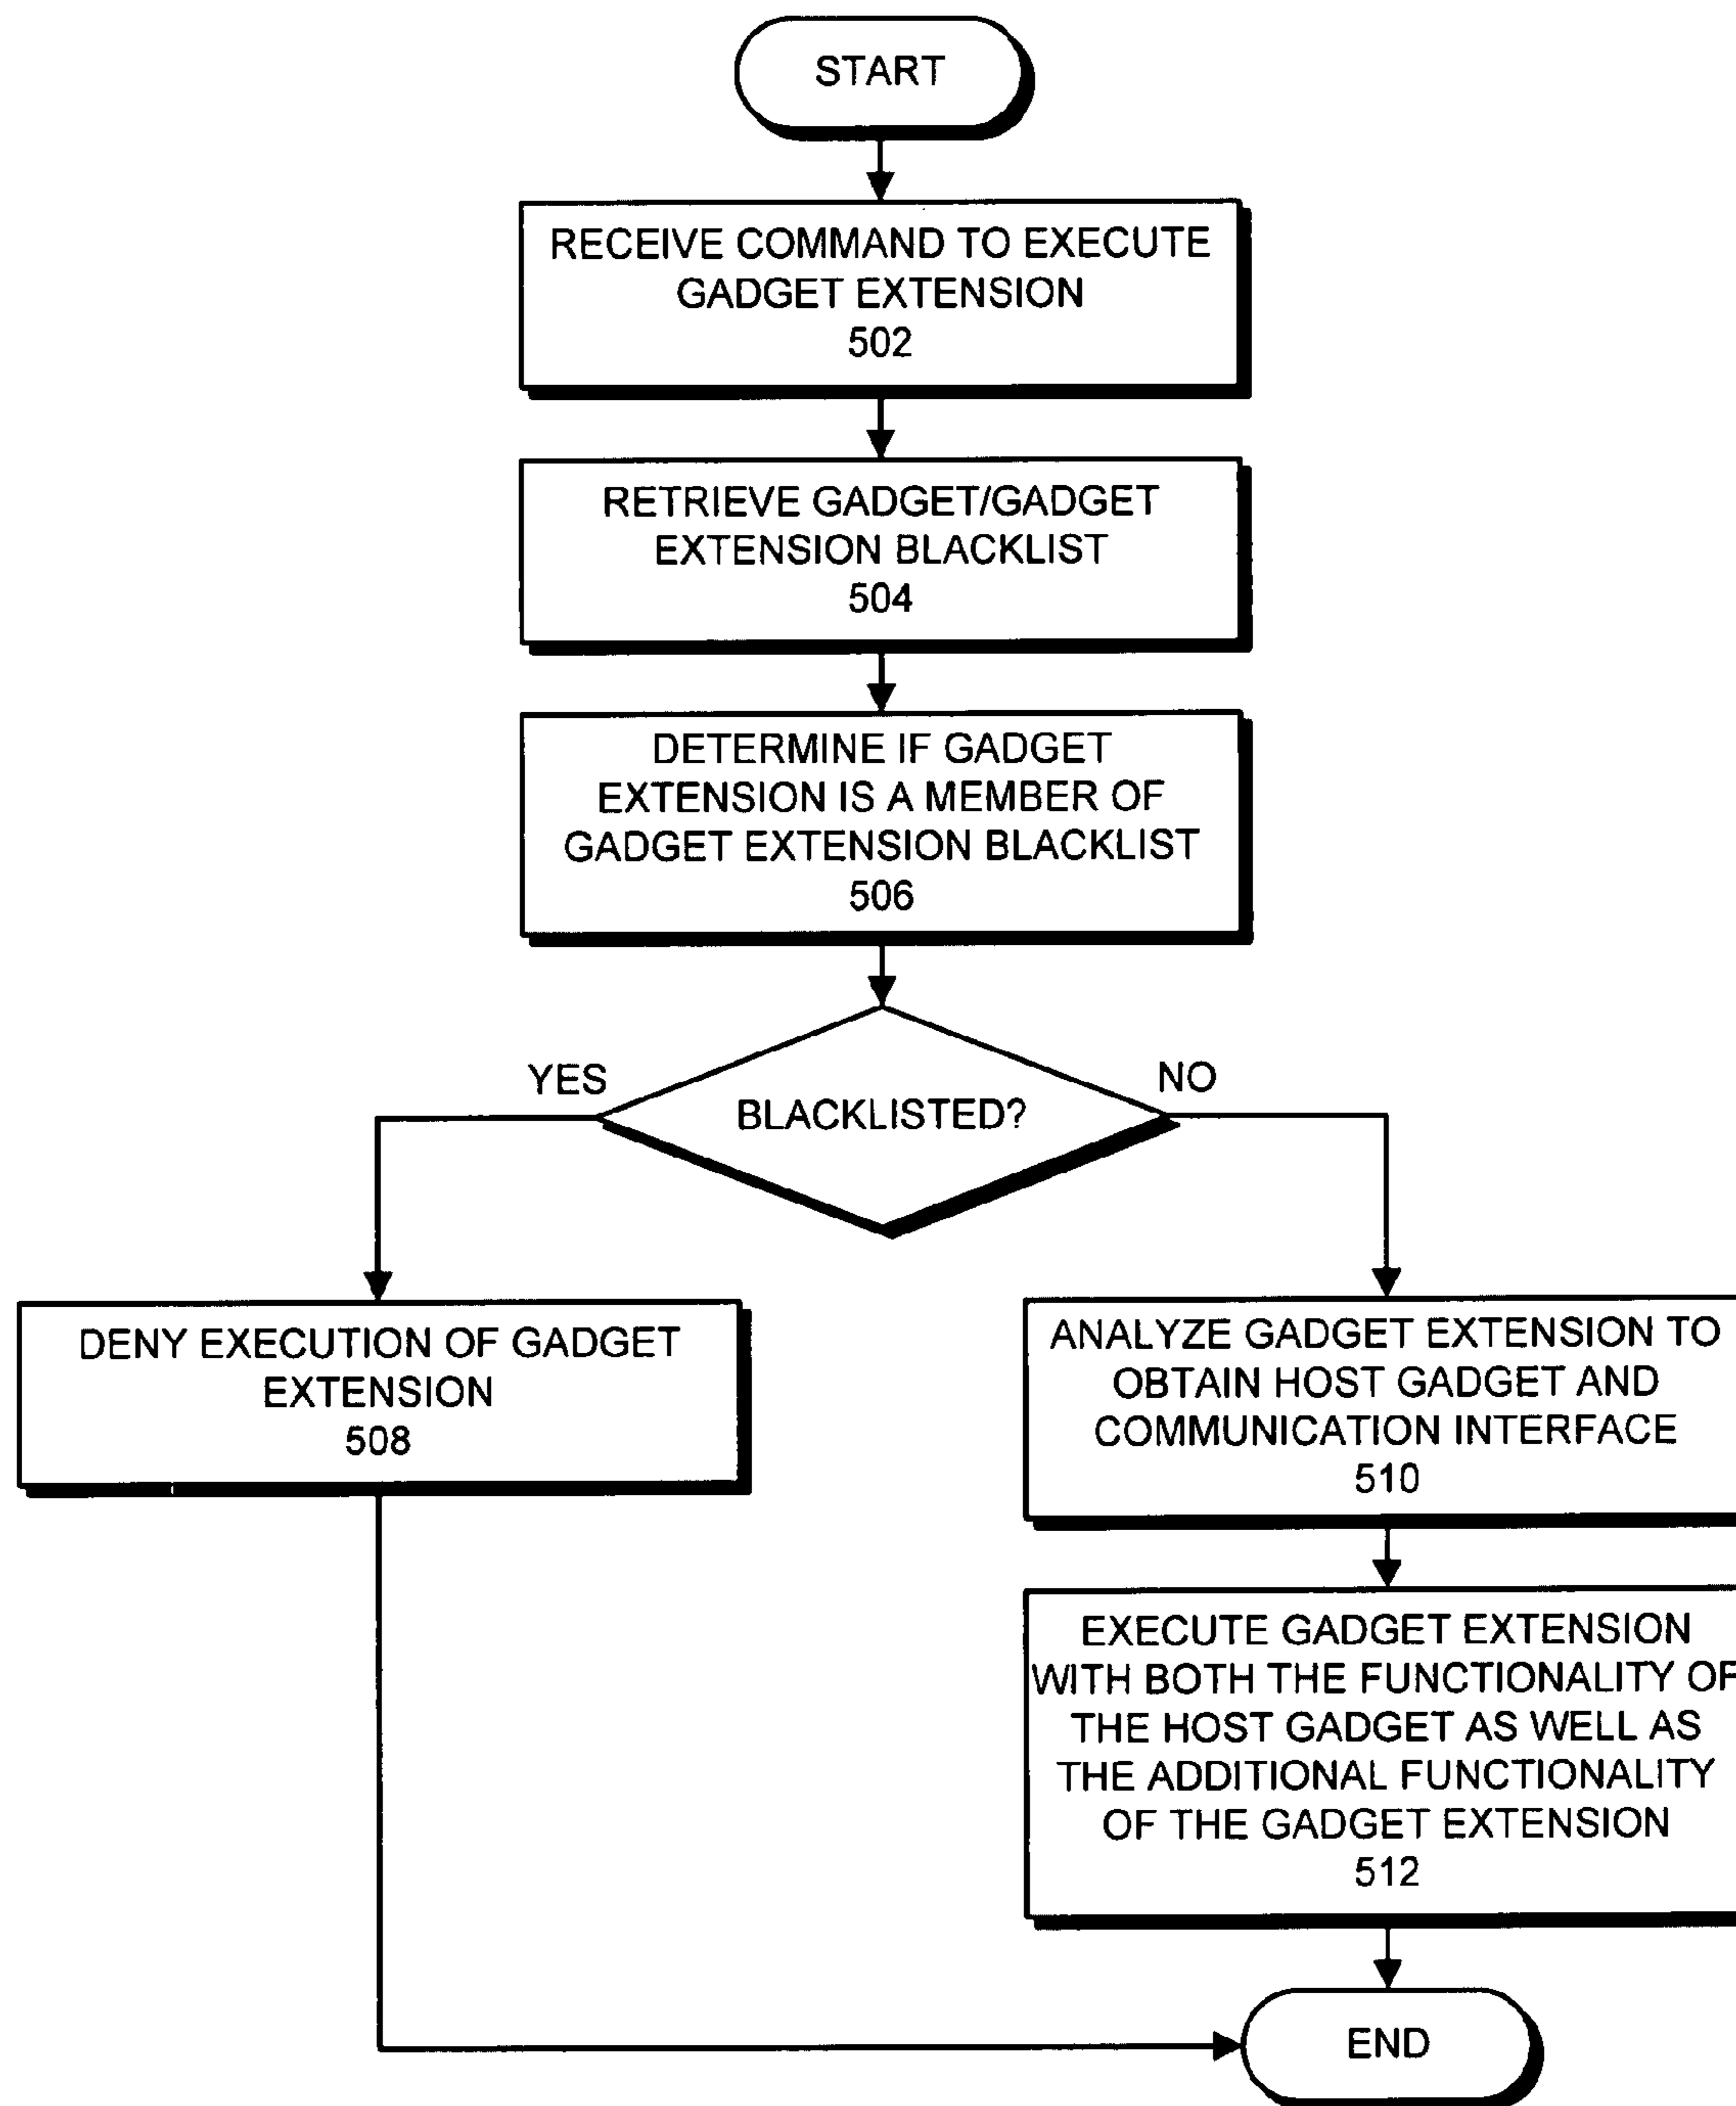 START
RECEIVE COMMAND TO EXECUTE
GADGET EXTENSION
502
RETRIEVE GADGET/GADGET
EXTENSION BLACKLIST
504
DETERMINE IF GADGET
EXTENSION IS A MEMBER OF
GADGET EXTENSION BLACKLIST
506
YES
NO
BLACKLISTED?
DENY EXECUTION OF GADGET
EXTENSION
508
ANALYZE GADGET EXTENSION TO
OBTAIN HOST GADGET AND
COMMUNICATION INTERFACE
510
EXECUTE GADGET EXTENSION
WITH BOTH THE FUNCTIONALITY OF
THE HOST GADGET AS WELL AS
THE ADDITIONAL FUNCTIONALITY
OF THE GADGET EXTENSION
512
END